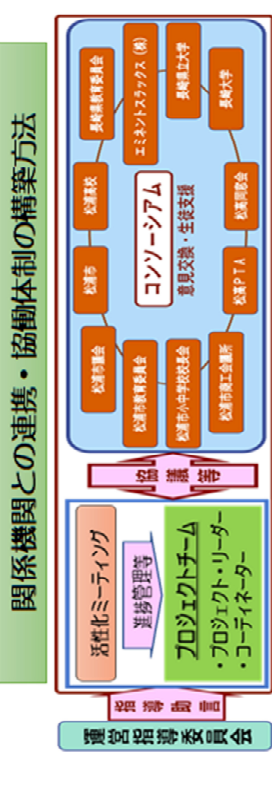 関係機関との連携・協働体制の構築方法
運営指導委員会
指導助言
活性化ミーティング
進捗管理等
プロジェクトチーム
・プロジェクト・リーダー
・コーディネーター
協議等
松浦市議会
松浦市
松浦高校
長崎県教育委員会
松浦市教育委員会
エミネントスラックス（株）
コンソーシアム
意見交換・生徒支援
松浦市小中学校校長会
長崎県立大学
松浦市商工会議所
松高ＰＴＡ
松高同窓会
長崎大学